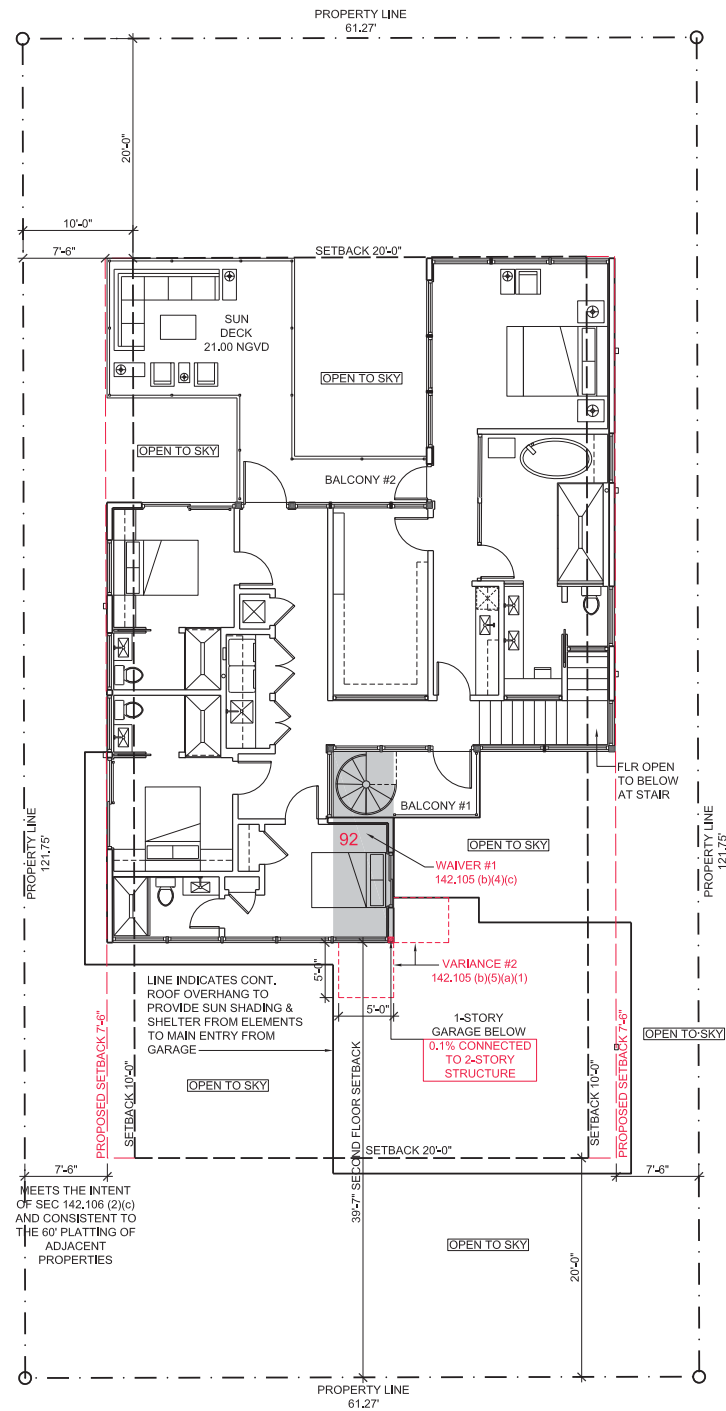 PROPERTY LINE
61.27'
20'-0"
10'-0"
7'-6"
SETBACK 20'-0"
SUN
DECK
21.00 NGVD
OPEN TO SKY
OPEN TO SKY
BALCONY #2
FLR OPEN
TO BELOW
AT STAIR
BALCONY #1
OPEN TO SKY
92
WAIVER #1
142.105 (b)(4)(c)
PROPERTY LINE
121.75'
PROPERTY LINE
121.75'
VARIANCE #2
142.105 (b)(5)(a)(1)
5'-0"
5'-0"
LINE INDICATES CONT.
ROOF OVERHANG TO
PROVIDE SUN SHADING &
SHELTER FROM ELEMENTS
TO MAIN ENTRY FROM
GARAGE
1-STORY
GARAGE BELOW
0.1% CONNECTED
TO 2-STORY
STRUCTURE
OPEN TO SKY
OPEN TO SKY
PROPOSED SETBACK 7'-6"
SETBACK 10'-0"
39'-7" SECOND FLOOR SETBACK
SETBACK 10'-0"
PROPOSED SETBACK 7'-6"
SETBACK 20'-0"
7'-6"
7'-6"
MEETS THE INTENT
OF SEC 142.106 (2)(c)
AND CONSISTENT TO
THE 60' PLATTING OF
ADJACENT
PROPERTIES
OPEN TO SKY
20'-0"
PROPERTY LINE
61.27'